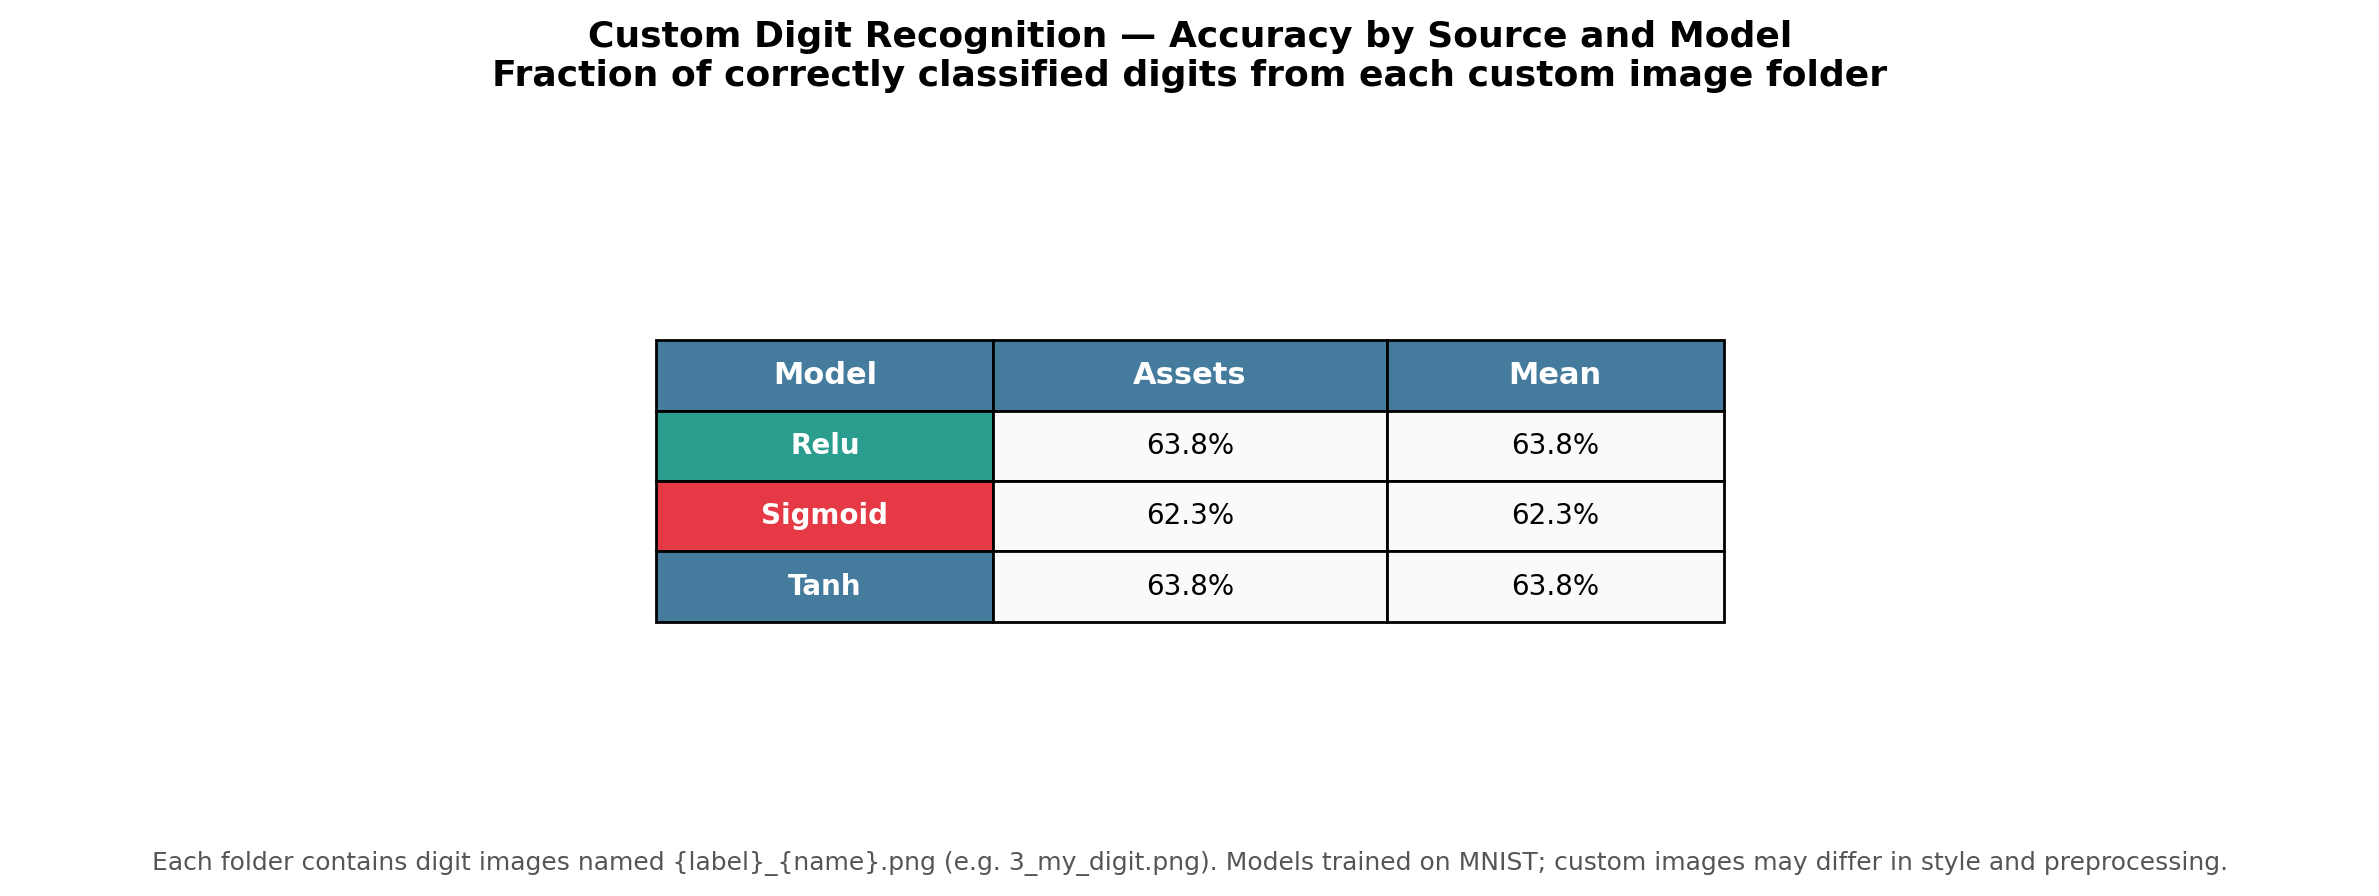 Custom Digit Recognition — Accuracy by Source and Model
Fraction of correctly classified digits from each custom image folder
Model Assets Mean
Relu 63.8% 63.8%
Sigmoid 62.3% 62.3%
Tanh 63.8% 63.8%
Each folder contains digit images named {label}_{name}.png (e.g. 3_my_digit.png). Models trained on MNIST; custom images may differ in style and preprocessing.